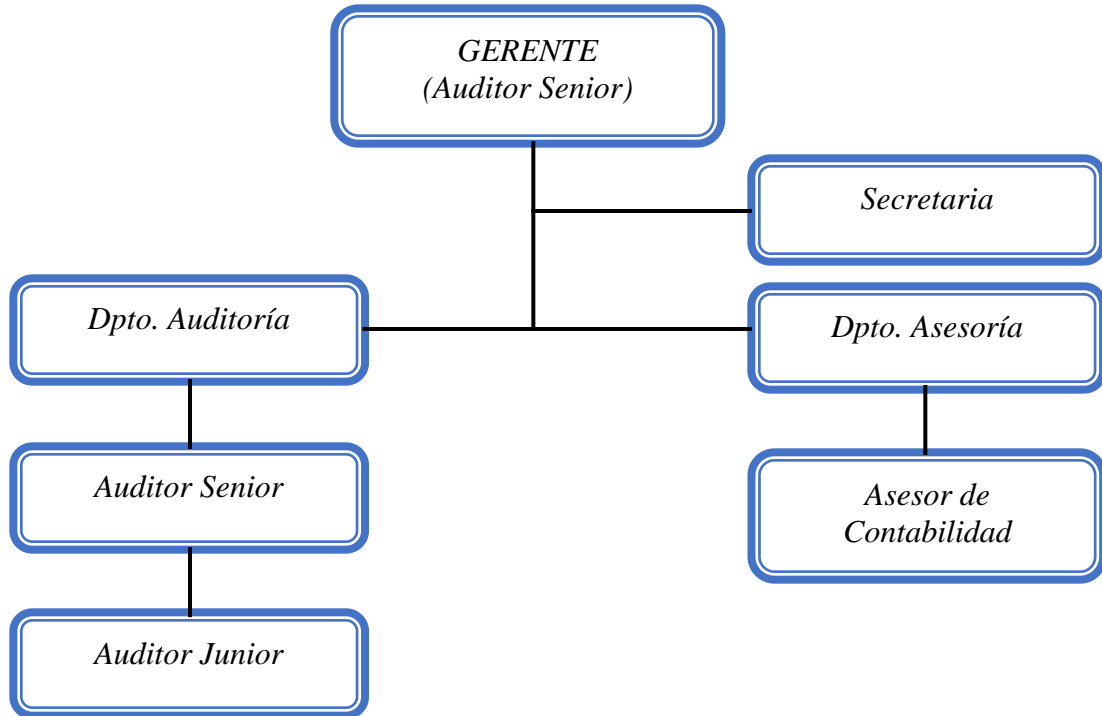 GERENTE
(Auditor Senior)
Secretaria
Dpto. Auditoría
Dpto. Asesoría
Auditor Senior
Asesor de
Contabilidad
Auditor Junior